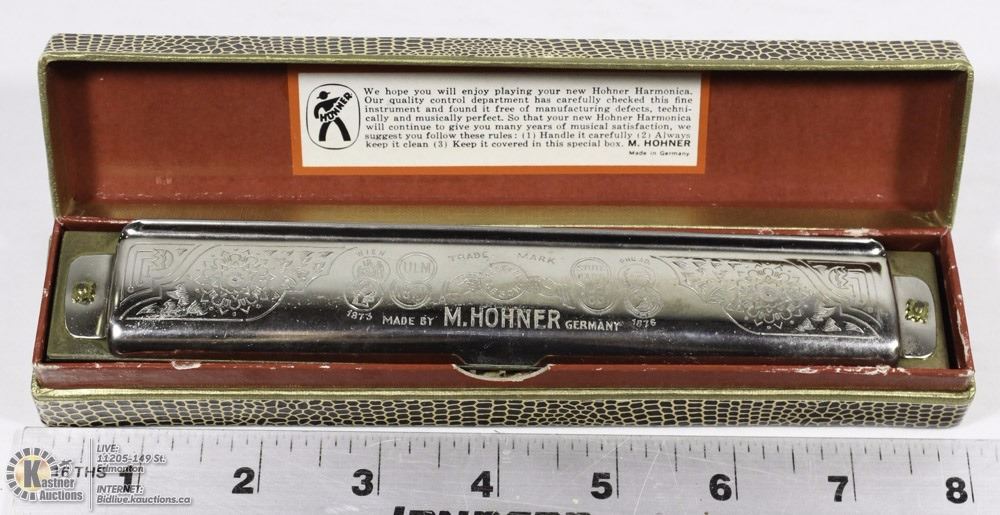 HOHNER
We hope you will enjoy playing your new Hohner Harmonica.
Our quality control department has carefully checked this fine
instrument and found it free of manufacturing defects, techni-
cally and musically perfect. So that your new Hohner Harmonica
will continue to give you many years of musical satisfaction, we
suggest you follow these rules: (1) Handle it carefully (2) Always
keep it clean (3) Keep it covered in this special box. M. HOHNER
Made in Germany
WIEN
ULM
TRADE MARK
1873
MADE BY M. HOHNER GERMANY
1876
16 THS 1 2 3 4 5 6 7 8
Kastner
Auctions
LIVE:
11205-149 St.
Edmonton
INTERNET:
Bidlive.kauctions.ca